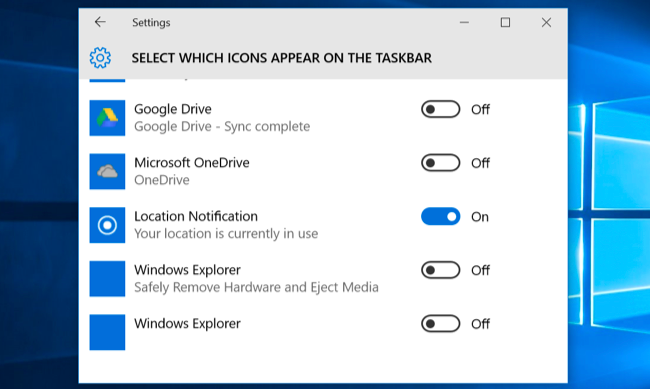 Settings
SELECT WHICH ICONS APPEAR ON THE TASKBAR
Google Drive
Off
Google Drive - Sync complete
Microsoft OneDrive
Off
OneDrive
Location Notification
On
Your location is currently in use
Windows Explorer
Off
Safely Remove Hardware and Eject Media
Windows Explorer
Off